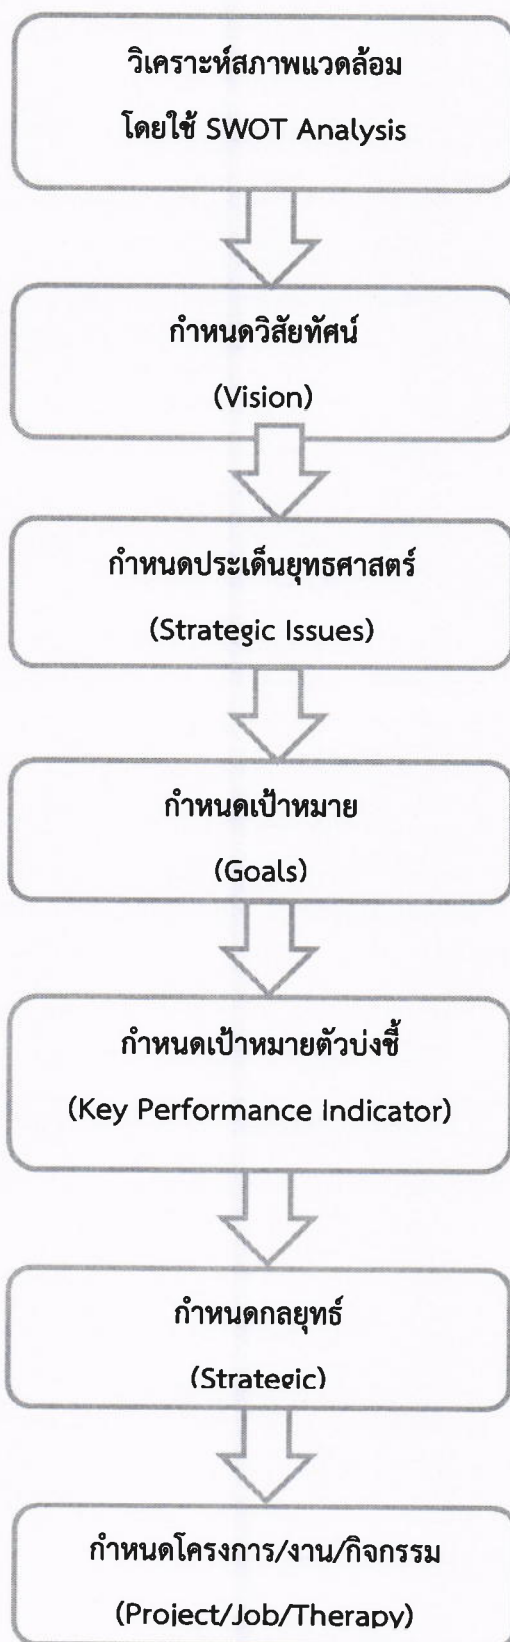 วิเคราะห์สภาพแวดล้อม
โดยใช้ SWOT Analysis
กำหนดวิสัยทัศน์
(Vision)
กำหนดประเด็นยุทธศาสตร์
(Strategic Issues)
กำหนดเป้าหมาย
(Goals)
กำหนดเป้าหมายตัวบ่งชี้
(Key Performance Indicator)
กำหนดกลยุทธ์
(Strategic)
กำหนดโครงการ/งาน/กิจกรรม
(Project/Job/Therapy)